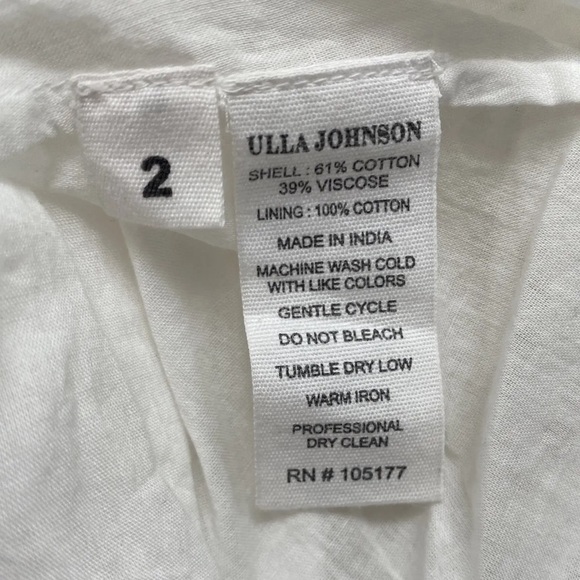 2
ULLA JOHNSON
SHELL : 61% COTTON
39% VISCOSE
LINING : 100% COTTON
MADE IN INDIA
MACHINE WASH COLD
WITH LIKE COLORS
GENTLE CYCLE
DO NOT BLEACH
TUMBLE DRY LOW
WARM IRON
PROFESSIONAL
DRY CLEAN
RN # 105177